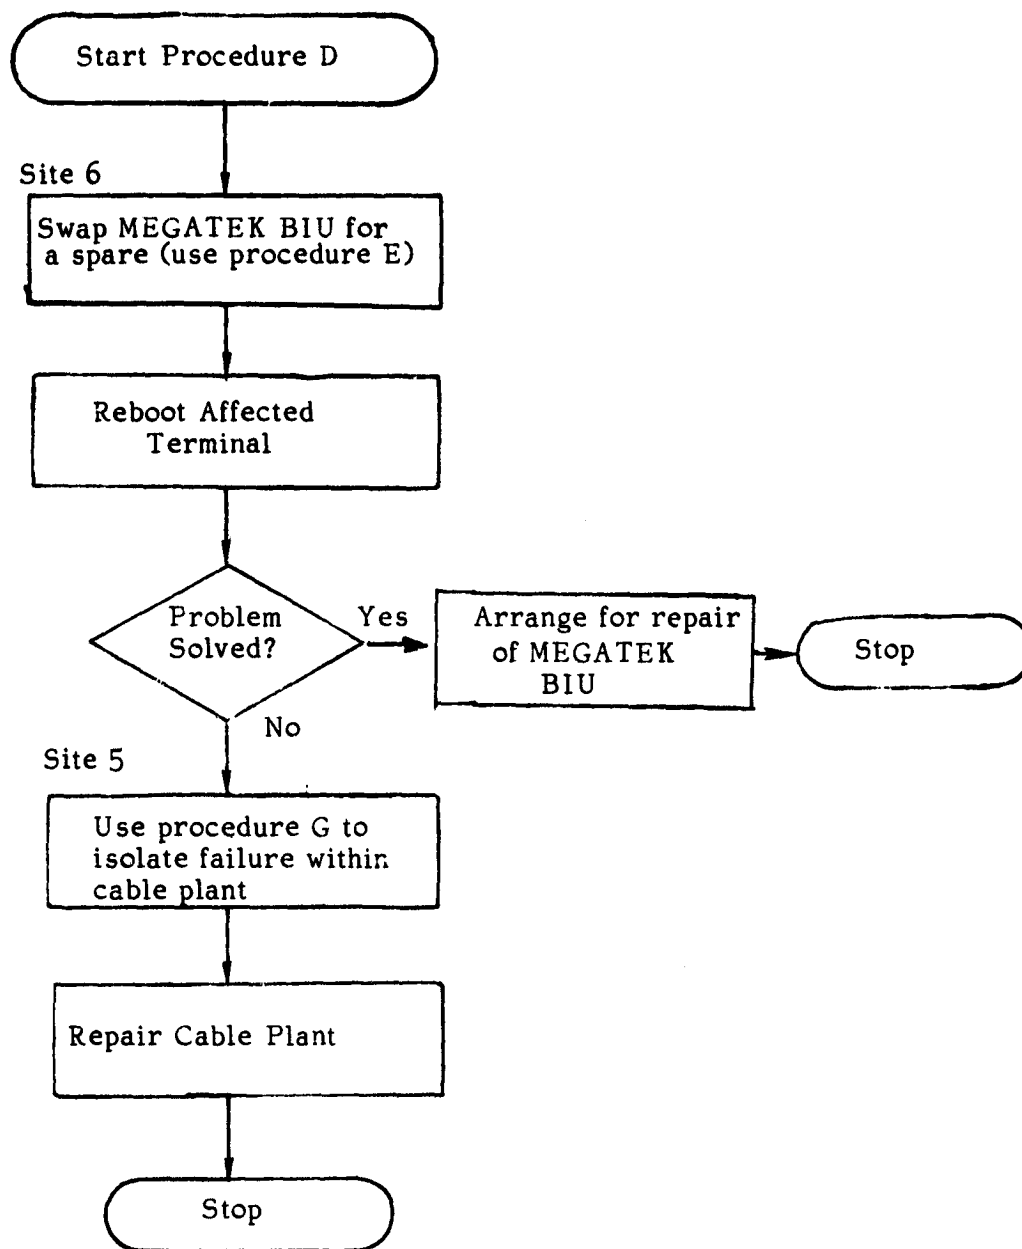 Start Procedure D
Site 6
Swap MEGATEK BIU for
a spare (use procedure E)
Reboot Affected
Terminal
Problem
Solved?
Yes
Arrange for repair
of MEGATEK
BIU
Stop
No
Site 5
Use procedure G to
isolate failure within
cable plant
Repair Cable Plant
Stop